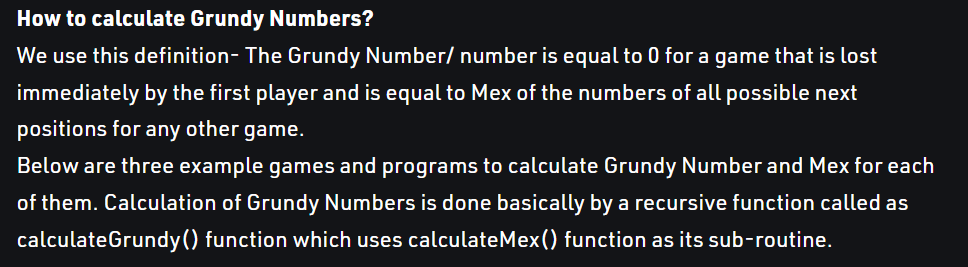 How to calculate Grundy Numbers?
We use this definition- The Grundy Number/ number is equal to 0 for a game that is lost
immediately by the first player and is equal to Mex of the numbers of all possible next
positions for any other game.
Below are three example games and programs to calculate Grundy Number and Mex for each
of them. Calculation of Grundy Numbers is done basically by a recursive function called as
calculateGrundy() function which uses calculateMex() function as its sub-routine.